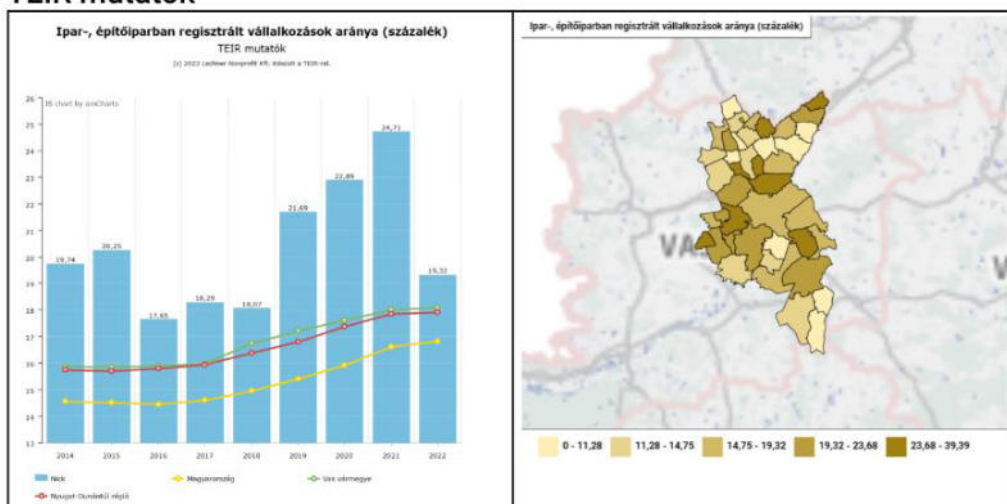 TEIR mutatók
Ipar-, építőiparban regisztrált vállalkozások aránya (százalék)
TEIR mutatók
(c) 2023 Lechner Nonprofit Kft. Készült a TEIR-rel.
JS chart by amCharts
26
25
24
23
22
21
20
19
18
17
16
15
14
13
19,74
20,25
17,65
18,29
18,07
21,69
22,89
24,71
19,32
2014
2015
2016
2017
2018
2019
2020
2021
2022
Nick
Magyarország
Vas vármegye
Nyugat-Dunántúl régió
Ipar-, építőiparban regisztrált vállalkozások aránya (százalék)
VAS
V
0 - 11,28
11,28 - 14,75
14,75 - 19,32
19,32 - 23,68
23,68 - 39,39